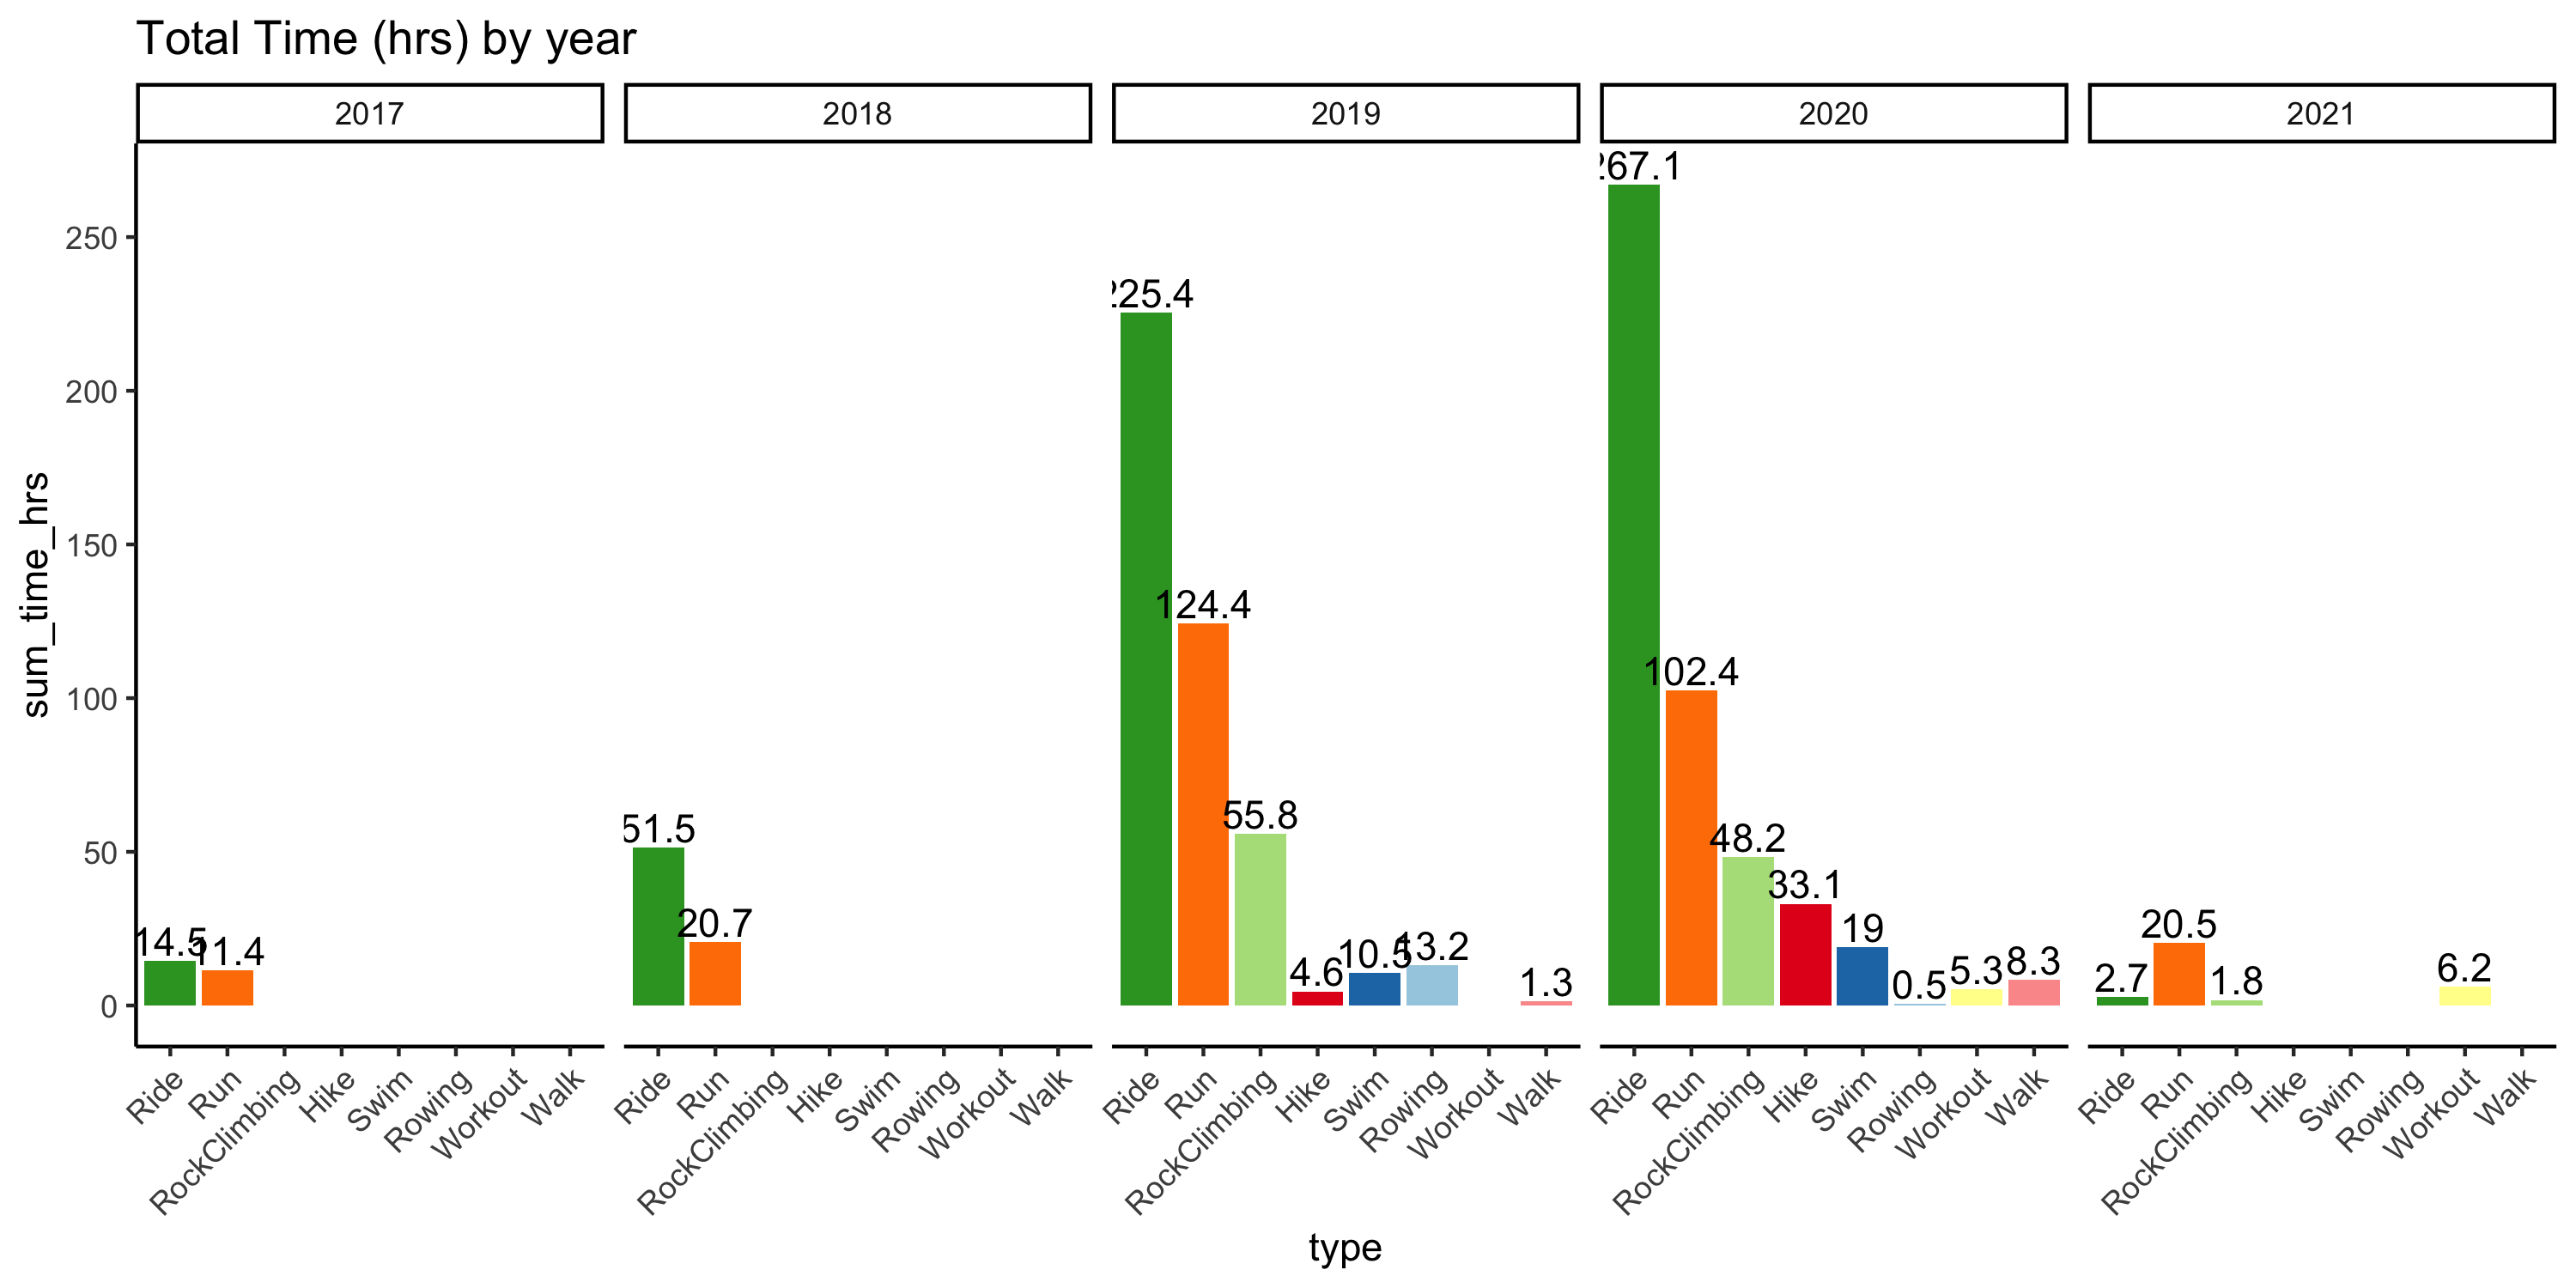 Total Time (hrs) by year
2017 2018 2019 2020 2021
sum_time_hrs
250
200
150
100
50
0
14.5 11.4
51.5 20.7
225.4 124.4 55.8 4.6 10.5 13.2 1.3
267.1 102.4 48.2 33.1 19 0.5 5.3 8.3
2.7 20.5 1.8 6.2
Ride Run RockClimbing Hike Swim Rowing Workout Walk
Ride Run RockClimbing Hike Swim Rowing Workout Walk
Ride Run RockClimbing Hike Swim Rowing Workout Walk
Ride Run RockClimbing Hike Swim Rowing Workout Walk
Ride Run RockClimbing Hike Swim Rowing Workout Walk
type